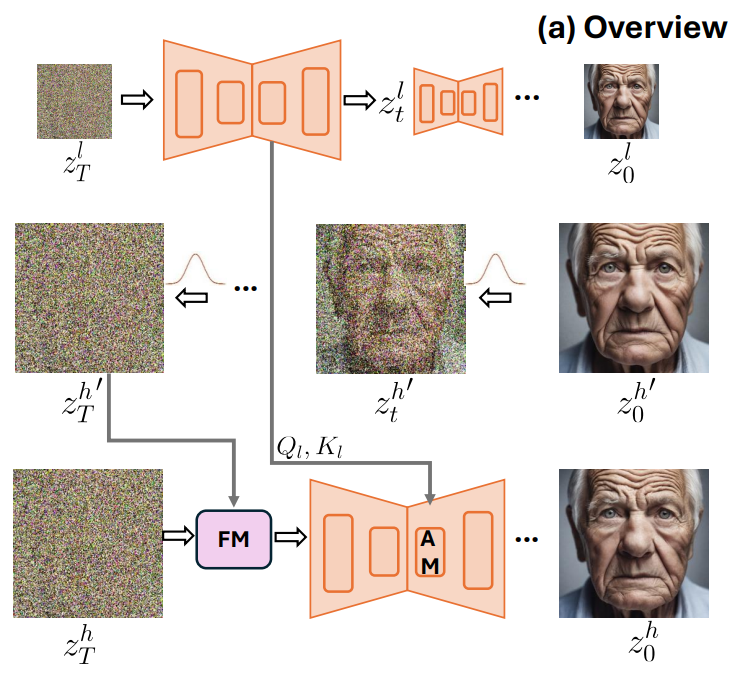 (a) Overview
z_T^l
z_t^l
...
z_0^l
...
z_T^{h'}
z_t^{h'}
z_0^{h'}
Q_l, K_l
FM
A
M
...
z_T^h
z_0^h